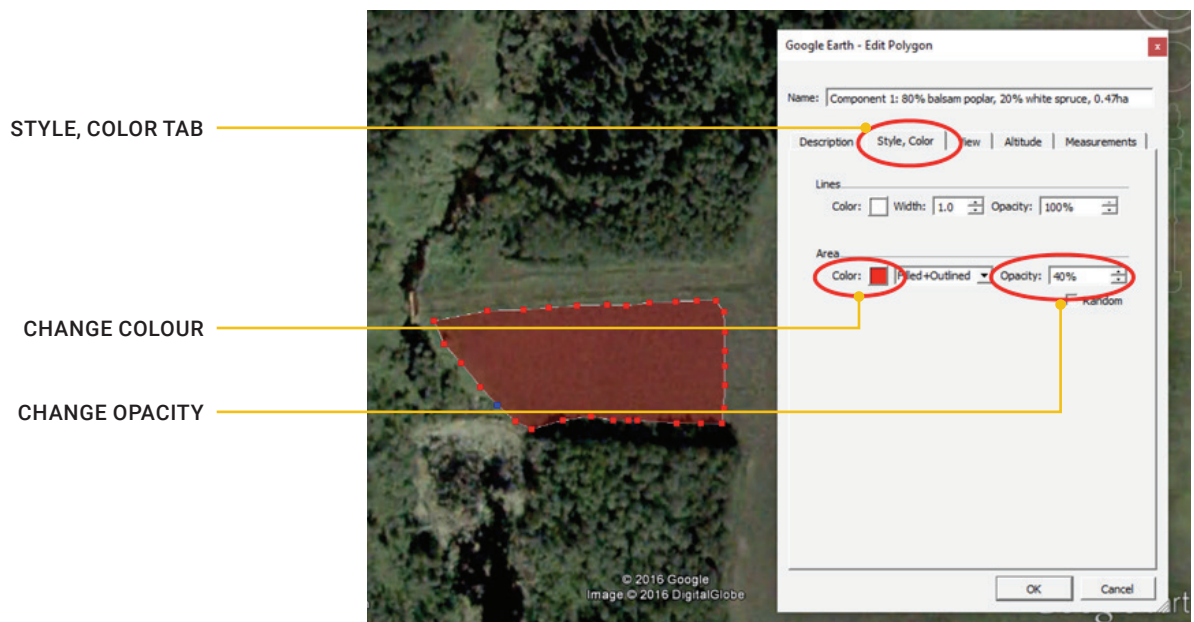 Google Earth - Edit Polygon
x
Name: Component 1: 80% balsam poplar, 20% white spruce, 0.47ha
STYLE, COLOR TAB
Description Style, Color View Altitude Measurements
Lines
Color: Width: 1.0 Opacity: 100%
Area
Color: Filled+Outlined Opacity: 40%
Random
CHANGE COLOUR
CHANGE OPACITY
© 2016 Google
Image © 2016 DigitalGlobe
OK Cancel